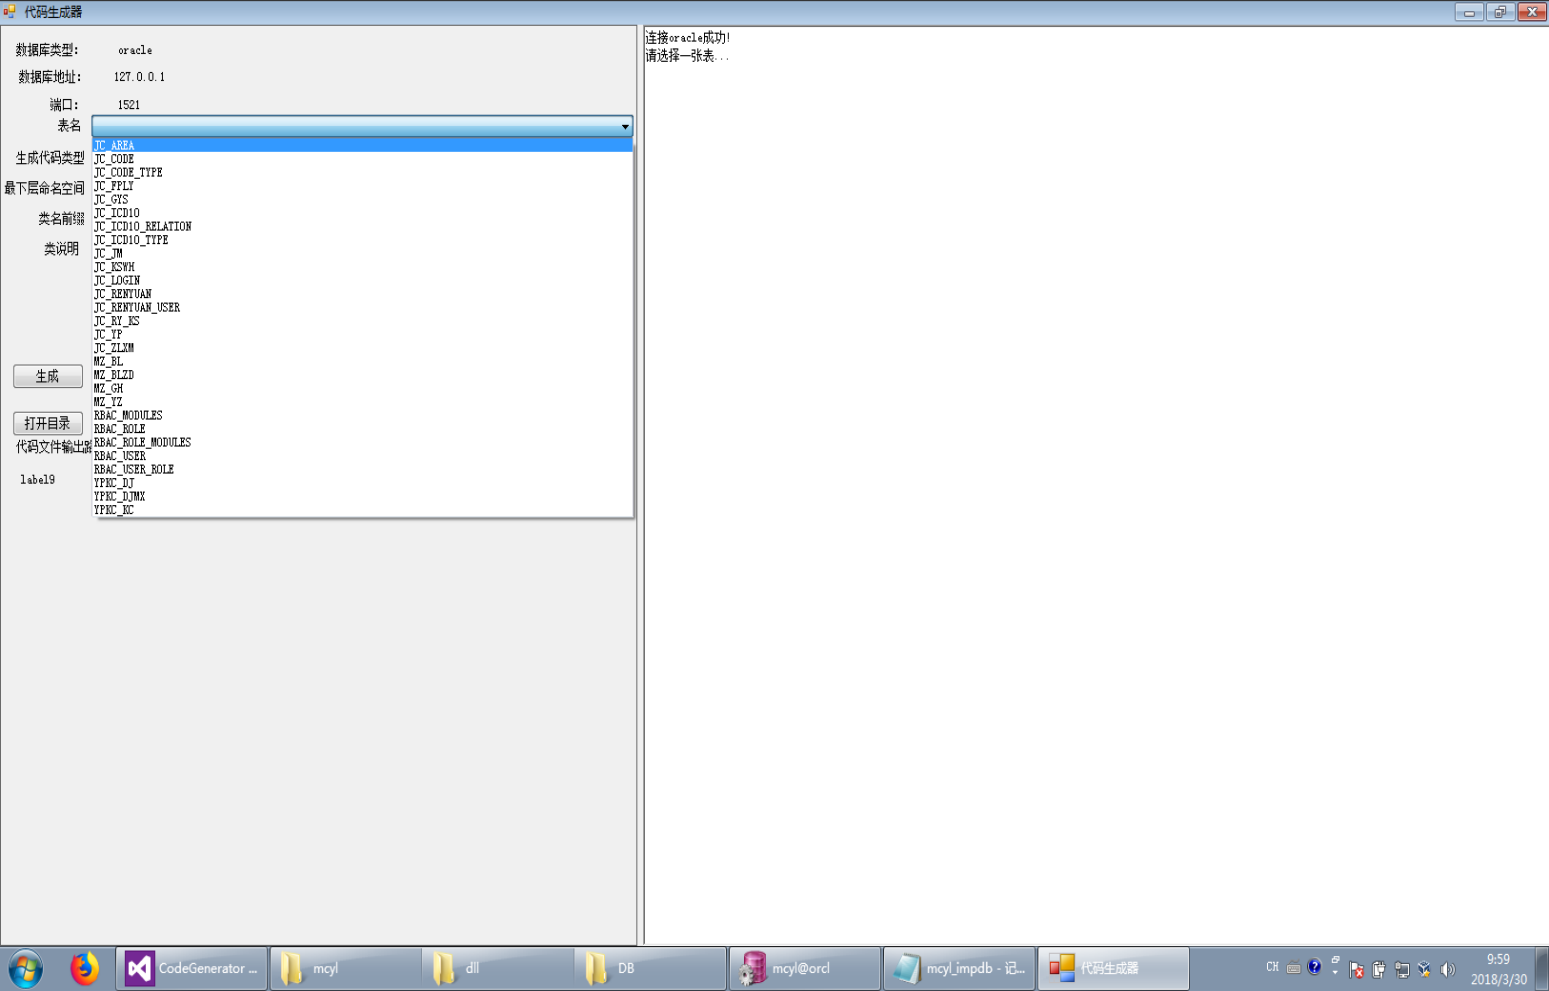 代码生成器
数据库类型: oracle
数据库地址: 127.0.0.1
端口: 1521
表名
JC_AREA
生成代码类型
JC_CODE
JC_CODE_TYPE
最下层命名空间
JC_FPLY
JC_GYS
类名前缀
JC_ICD10
JC_ICD10_RELATION
JC_ICD10_TYPE
类说明
JC_JM
JC_KSWH
JC_LOGIN
JC_RENYUAN
JC_RENYUAN_USER
JC_RY_KS
JC_YP
JC_ZLXM
MZ_BL
生成
MZ_BLZD
MZ_GH
MZ_YZ
RBAC_MODULES
打开目录
RBAC_ROLE
代码文件输出
RBAC_ROLE_MODULES
RBAC_USER
RBAC_USER_ROLE
label9
YPKC_DJ
YPKC_DJMX
YPKC_KC
连接oracle成功!
请选择一张表...
CodeGenerator ...
mcyl
dll
DB
mcyl@orcl
mcyl_impdb - 记...
代码生成器
CH
9:59
2018/3/30